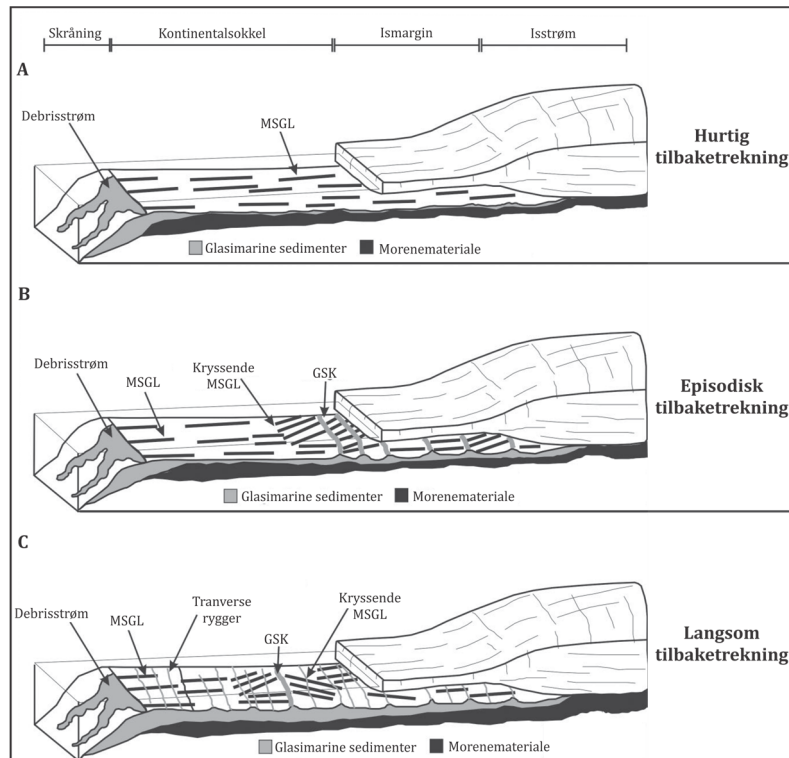 Skråning Kontinentalsokkel Ismargin Isstrøm
A
Debrisstrøm
MSGL
Hurtig
tilbaketrekning
Glasimarine sedimenter Morenemateriale
B
Debrisstrøm
MSGL
Kryssende
MSGL
GSK
Episodisk
tilbaketrekning
Glasimarine sedimenter Morenemateriale
C
Debrisstrøm
MSGL
Tranverse
rygger
GSK
Kryssende
MSGL
Langsom
tilbaketrekning
Glasimarine sedimenter Morenemateriale